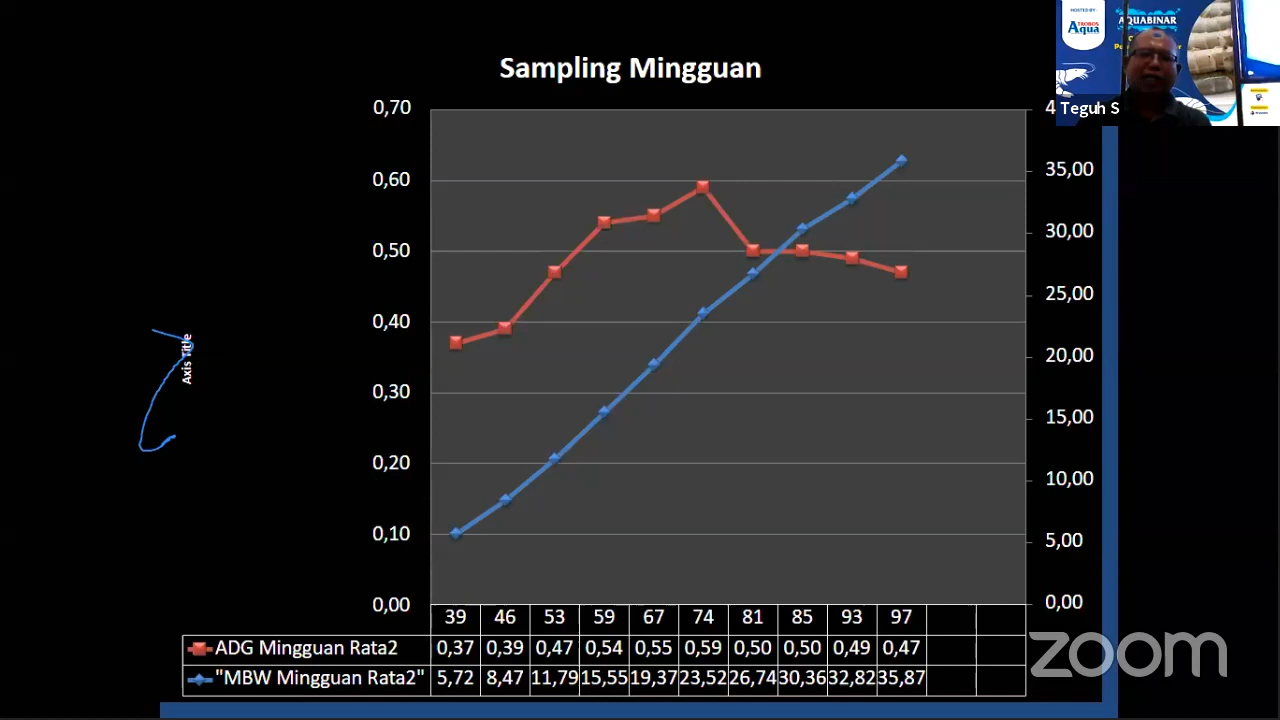 HOSTED BY:
TROBOS
Aqua
AQUABINAR
Teguh S
Sampling Mingguan
0,70
0,60
0,50
0,40
0,30
0,20
0,10
0,00
Axis Title
4
35,00
30,00
25,00
20,00
15,00
10,00
5,00
0,00
39 46 53 59 67 74 81 85 93 97
ADG Mingguan Rata2 0,37 0,39 0,47 0,54 0,55 0,59 0,50 0,50 0,49 0,47
"MBW Mingguan Rata2" 5,72 8,47 11,79 15,55 19,37 23,52 26,74 30,36 32,82 35,87
zoom